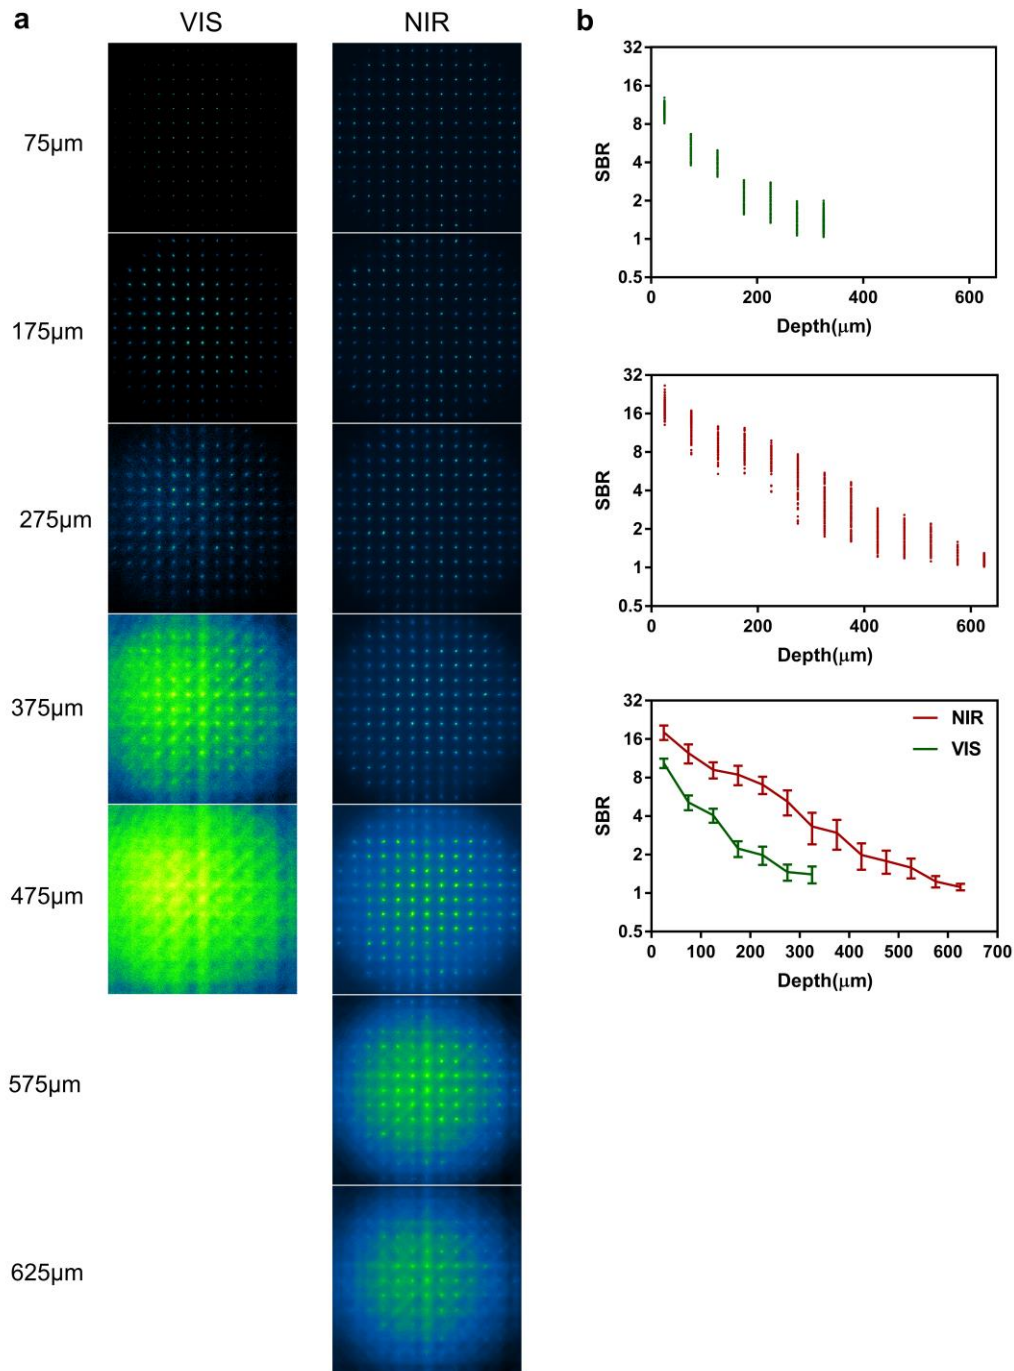 a
VIS
NIR
75µm
175µm
275µm
375µm
475µm
575µm
625µm
b
32
16
8
4
2
1
0.5
SBR
0 200 400 600
Depth(µm)
32
16
8
4
2
1
0.5
SBR
0 200 400 600
Depth(µm)
32
16
8
4
2
1
0.5
SBR
NIR
VIS
0 100 200 300 400 500 600 700
Depth(µm)